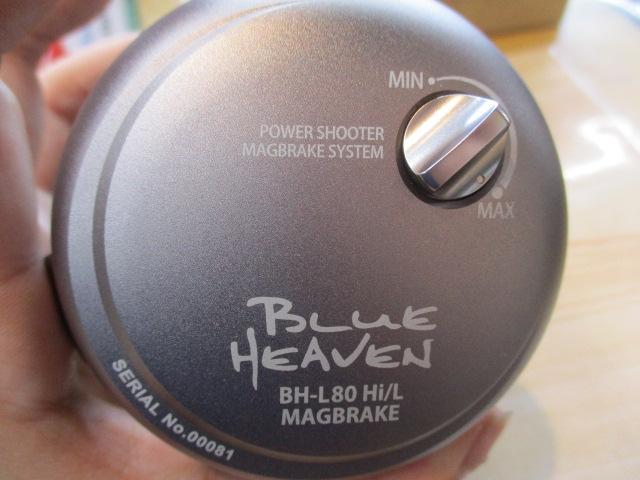 MIN
POWER SHOOTER
MAGBRAKE SYSTEM
MAX
BLUE
HEAVEN
BH-L80 Hi/L
MAGBRAKE
SERIAL No.00081